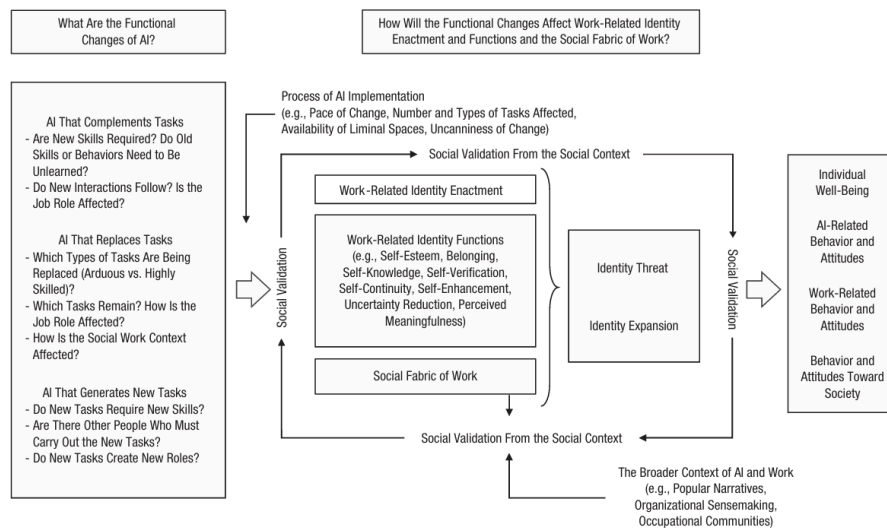 What Are the Functional
Changes of AI?
How Will the Functional Changes Affect Work-Related Identity
Enactment and Functions and the Social Fabric of Work?
AI That Complements Tasks
- Are New Skills Required? Do Old
Skills or Behaviors Need to Be
Unlearned?
- Do New Interactions Follow? Is the
Job Role Affected?
AI That Replaces Tasks
- Which Types of Tasks Are Being
Replaced (Arduous vs. Highly
Skilled)?
- Which Tasks Remain? How Is the
Job Role Affected?
- How Is the Social Work Context
Affected?
AI That Generates New Tasks
- Do New Tasks Require New Skills?
- Are There Other People Who Must
Carry Out the New Tasks?
- Do New Tasks Create New Roles?
Process of AI Implementation
(e.g., Pace of Change, Number and Types of Tasks Affected,
Availability of Liminal Spaces, Uncanniness of Change)
Social Validation From the Social Context
Social Validation
Work-Related Identity Enactment
Work-Related Identity Functions
(e.g., Self-Esteem, Belonging,
Self-Knowledge, Self-Verification,
Self-Continuity, Self-Enhancement,
Uncertainty Reduction, Perceived
Meaningfulness)
Social Fabric of Work
Identity Threat
Identity Expansion
Social Validation
Social Validation From the Social Context
The Broader Context of AI and Work
(e.g., Popular Narratives,
Organizational Sensemaking,
Occupational Communities)
Individual
Well-Being
AI-Related
Behavior and
Attitudes
Work-Related
Behavior and
Attitudes
Behavior and
Attitudes Toward
Society